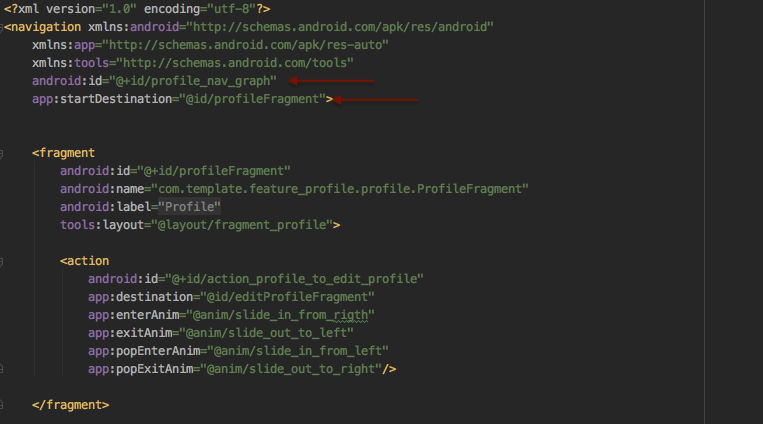 <?xml version="1.0" encoding="utf-8"?>
<navigation xmlns:android="http://schemas.android.com/apk/res/android"
xmlns:app="http://schemas.android.com/apk/res-auto"
xmlns:tools="http://schemas.android.com/tools"
android:id="@+id/profile_nav_graph"
app:startDestination="@id/profileFragment">
<fragment
android:id="@+id/profileFragment"
android:name="com.template.feature_profile.profile.ProfileFragment"
android:label="Profile"
tools:layout="@layout/fragment_profile">
<action
android:id="@+id/action_profile_to_edit_profile"
app:destination="@id/editProfileFragment"
app:enterAnim="@anim/slide_in_from_rigth"
app:exitAnim="@anim/slide_out_to_left"
app:popEnterAnim="@anim/slide_in_from_left"
app:popExitAnim="@anim/slide_out_to_right"/>
</fragment>